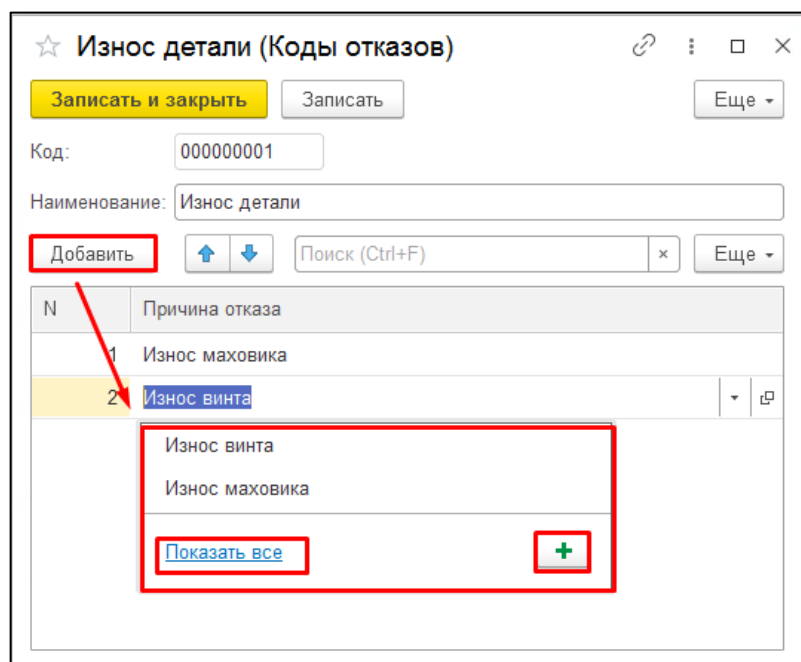 Износ детали (Коды отказов)
Записать и закрыть Записать Еще
Код: 000000001
Наименование: Износ детали
Добавить Поиск (Ctrl+F) × Еще
N Причина отказа
1 Износ маховика
2 Износ винта
Износ винта
Износ маховика
Показать все